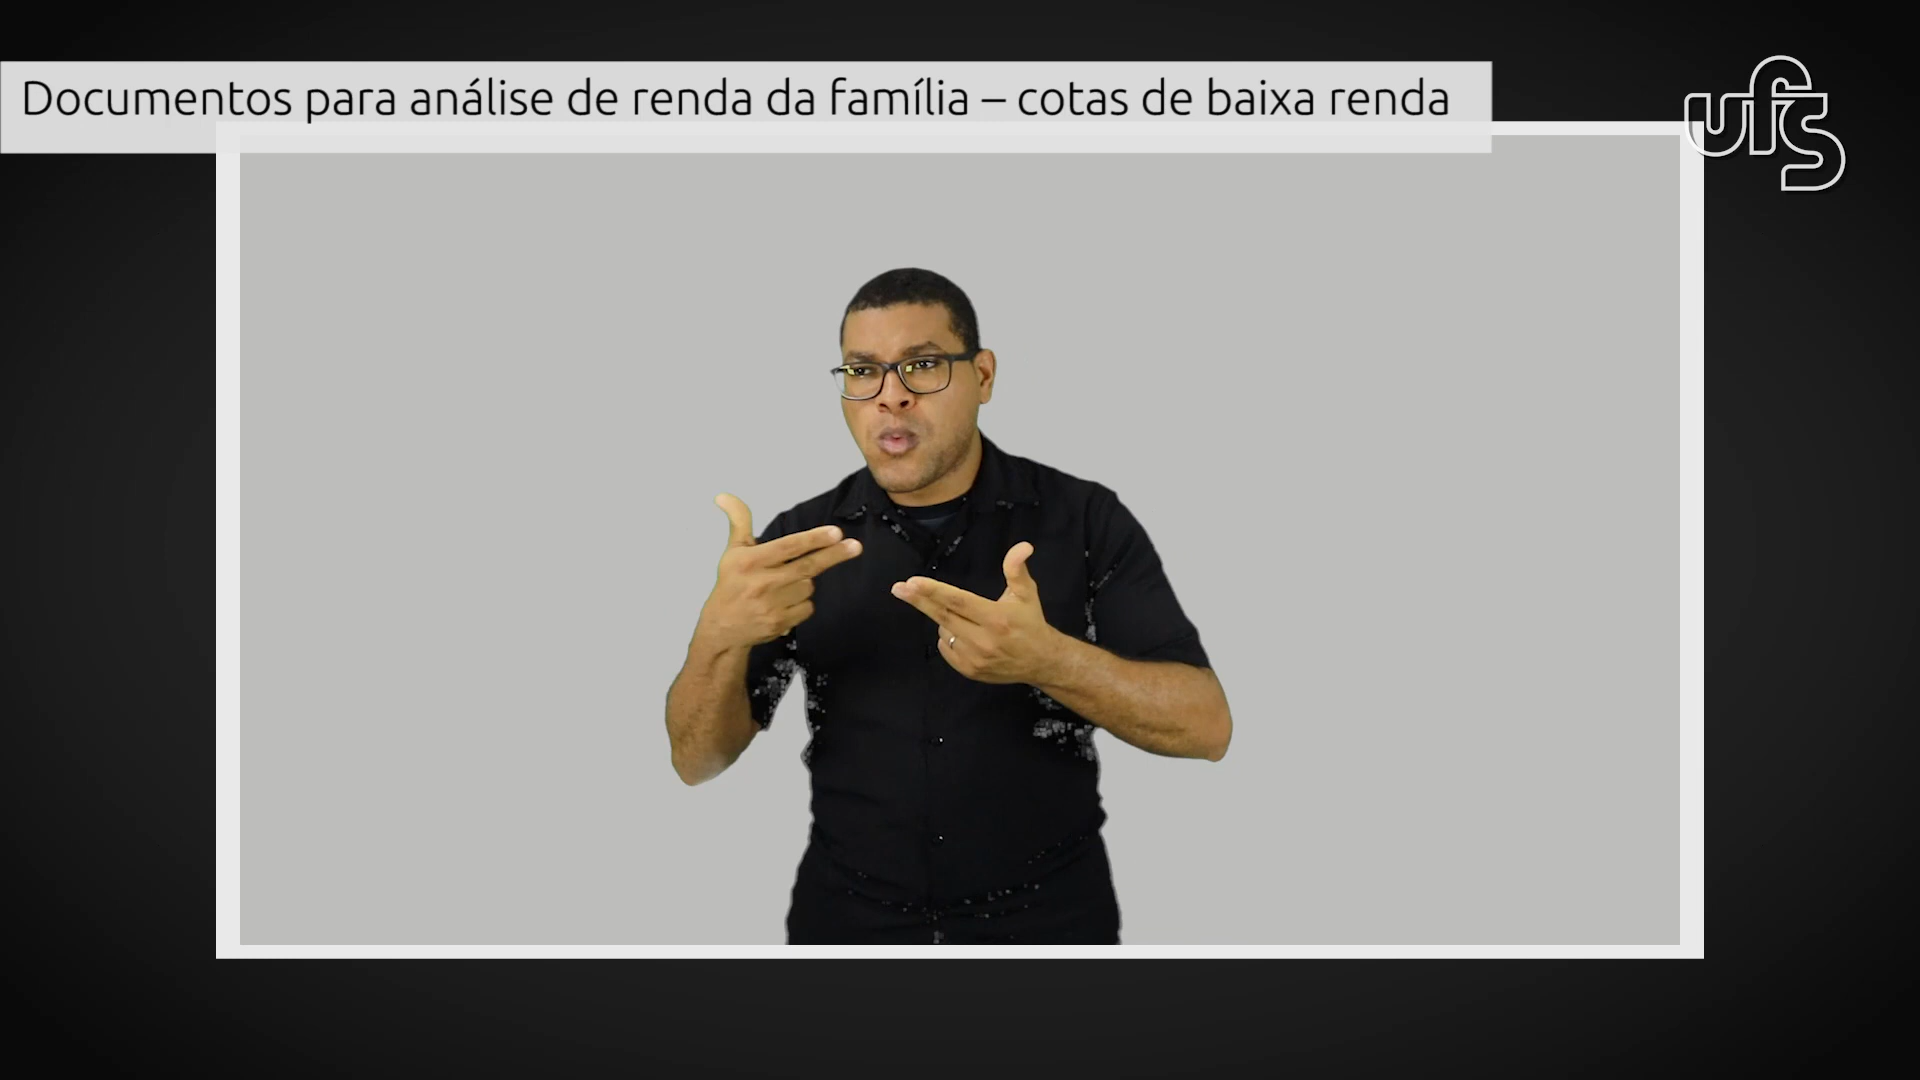 Documentos para análise de renda da família – cotas de baixa renda
ufs